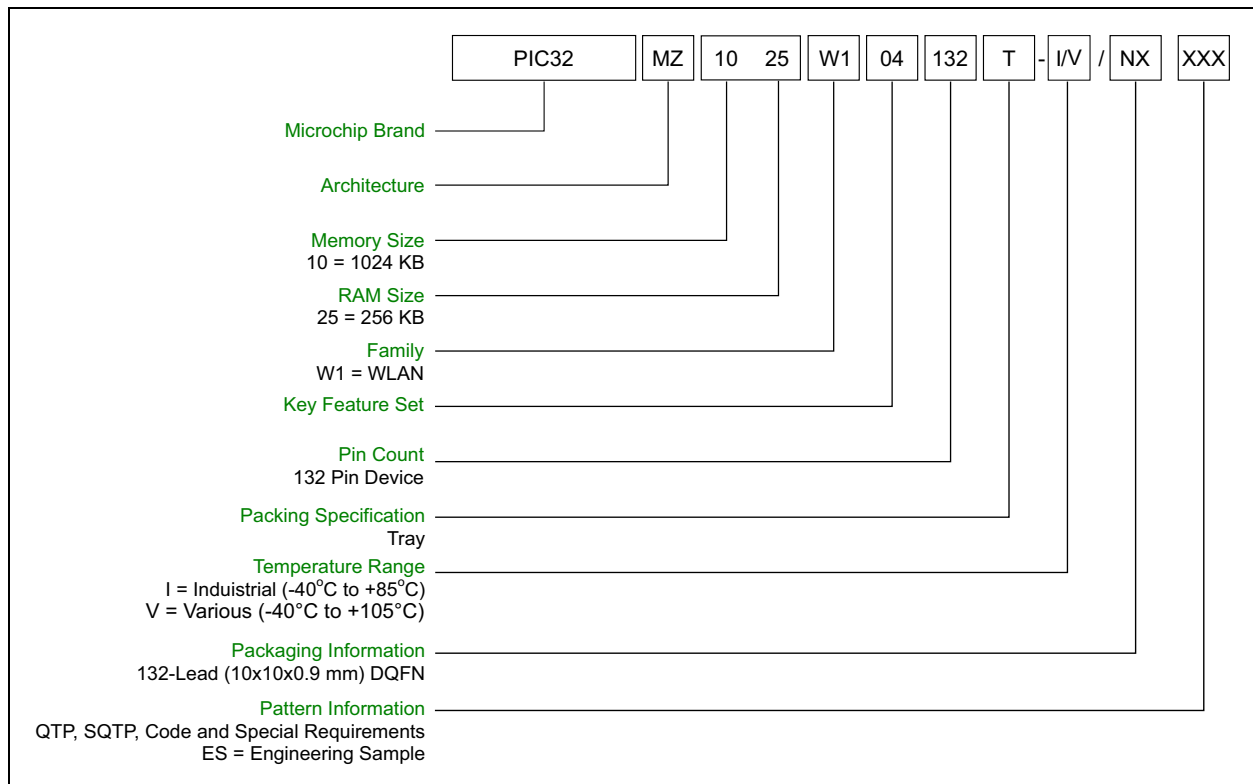 PIC32 MZ 10 25 W1 04 132 T - I/V / NX XXX
Microchip Brand
Architecture
Memory Size
10 = 1024 KB
RAM Size
25 = 256 KB
Family
W1 = WLAN
Key Feature Set
Pin Count
132 Pin Device
Packing Specification
Tray
Temperature Range
I = Induistrial (-40°C to +85°C)
V = Various (-40°C to +105°C)
Packaging Information
132-Lead (10x10x0.9 mm) DQFN
Pattern Information
QTP, SQTP, Code and Special Requirements
ES = Engineering Sample